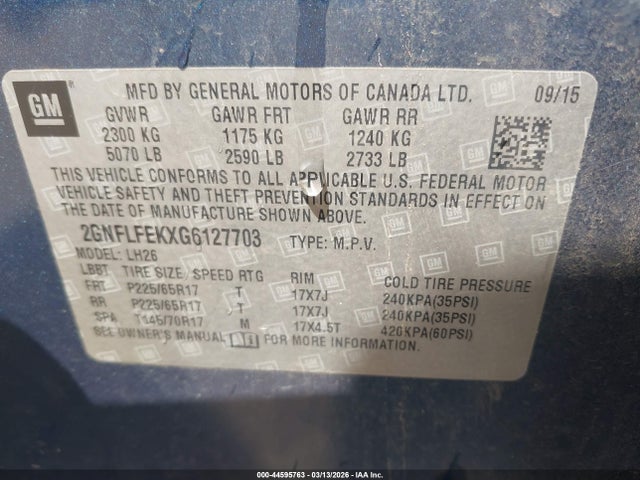 GM
MFD BY GENERAL MOTORS OF CANADA LTD. 09/15
GVWR GAWR FRT GAWR RR
2300 KG 1175 KG 1240 KG
5070 LB 2590 LB 2733 LB
THIS VEHICLE CONFORMS TO ALL APPLICABLE U.S. FEDERAL MOTOR
VEHICLE SAFETY AND THEFT PREVENTION STANDARDS IN EFFECT ON
THE DATE OF MANUFACTURE SHOWN ABOVE.
2GNFLFEKXG6127703 TYPE: M.P.V.
MODEL: LH26
LBBT TIRE SIZE/ SPEED RTG RIM COLD TIRE PRESSURE
FRT P225/65R17 T 17X7J 240KPA(35PSI)
RR P225/65R17 T 17X7J 240KPA(35PSI)
SPA T145/70R17 M 17X4.5T 420KPA(60PSI)
SEE OWNER'S MANUAL FOR MORE INFORMATION.
000-44595763 - 03/13/2026 - IAA Inc.